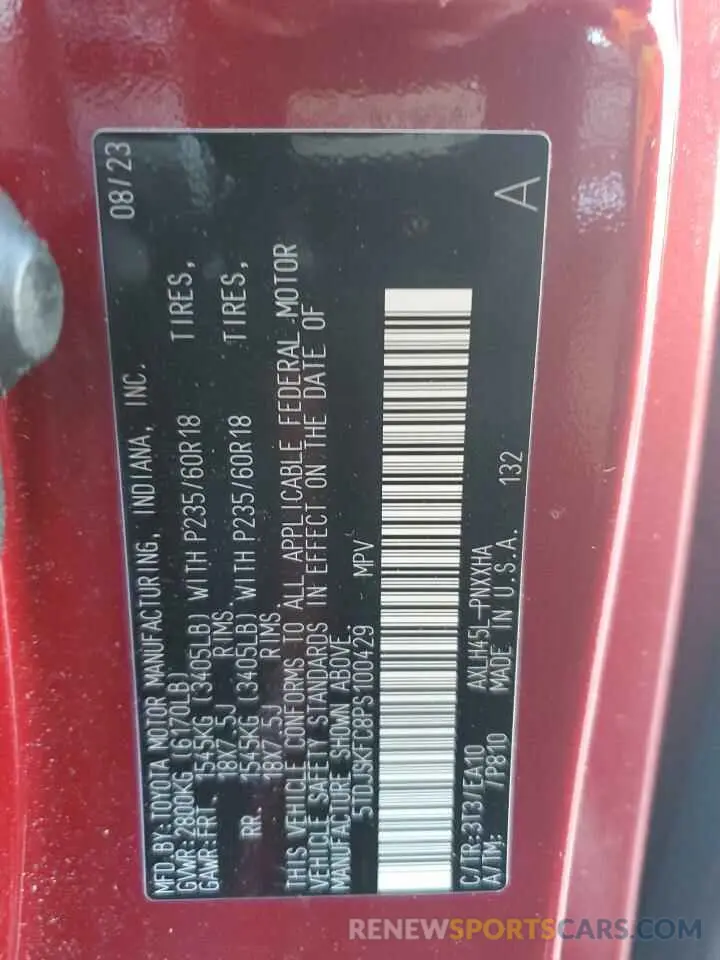 MFD.BY:TOYOTA MOTOR MANUFACTURING, INDIANA, INC. 08/23
GVWR:2800KG (6170LB)
GAWR:FRT. 1545KG (3405LB) WITH P235/60R18 TIRES,
18X7.5J RIMS.
RR. 1545KG (3405LB) WITH P235/60R18 TIRES,
18X7.5J RIMS.
THIS VEHICLE CONFORMS TO ALL APPLICABLE FEDERAL MOTOR
VEHICLE SAFETY STANDARDS IN EFFECT ON THE DATE OF
MANUFACTURE SHOWN ABOVE.
5TDJSKFC8PS100429 MPV
C/TR:3T3/EA10 AXLH45L-PNXXHA
A/TM: /P810 MADE IN U.S.A. 132 A
RENEWSPORTSCARS.COM